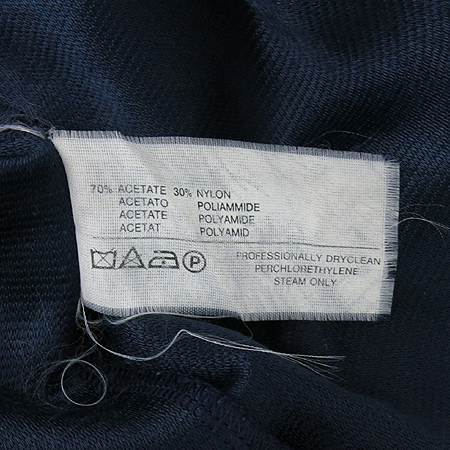 70% ACETATE 30% NYLON
ACETATO POLIAMMIDE
ACETATE POLYAMIDE
ACETAT POLYAMID
P
PROFESSIONALLY DRYCLEAN
PERCHLORETHYLENE
STEAM ONLY